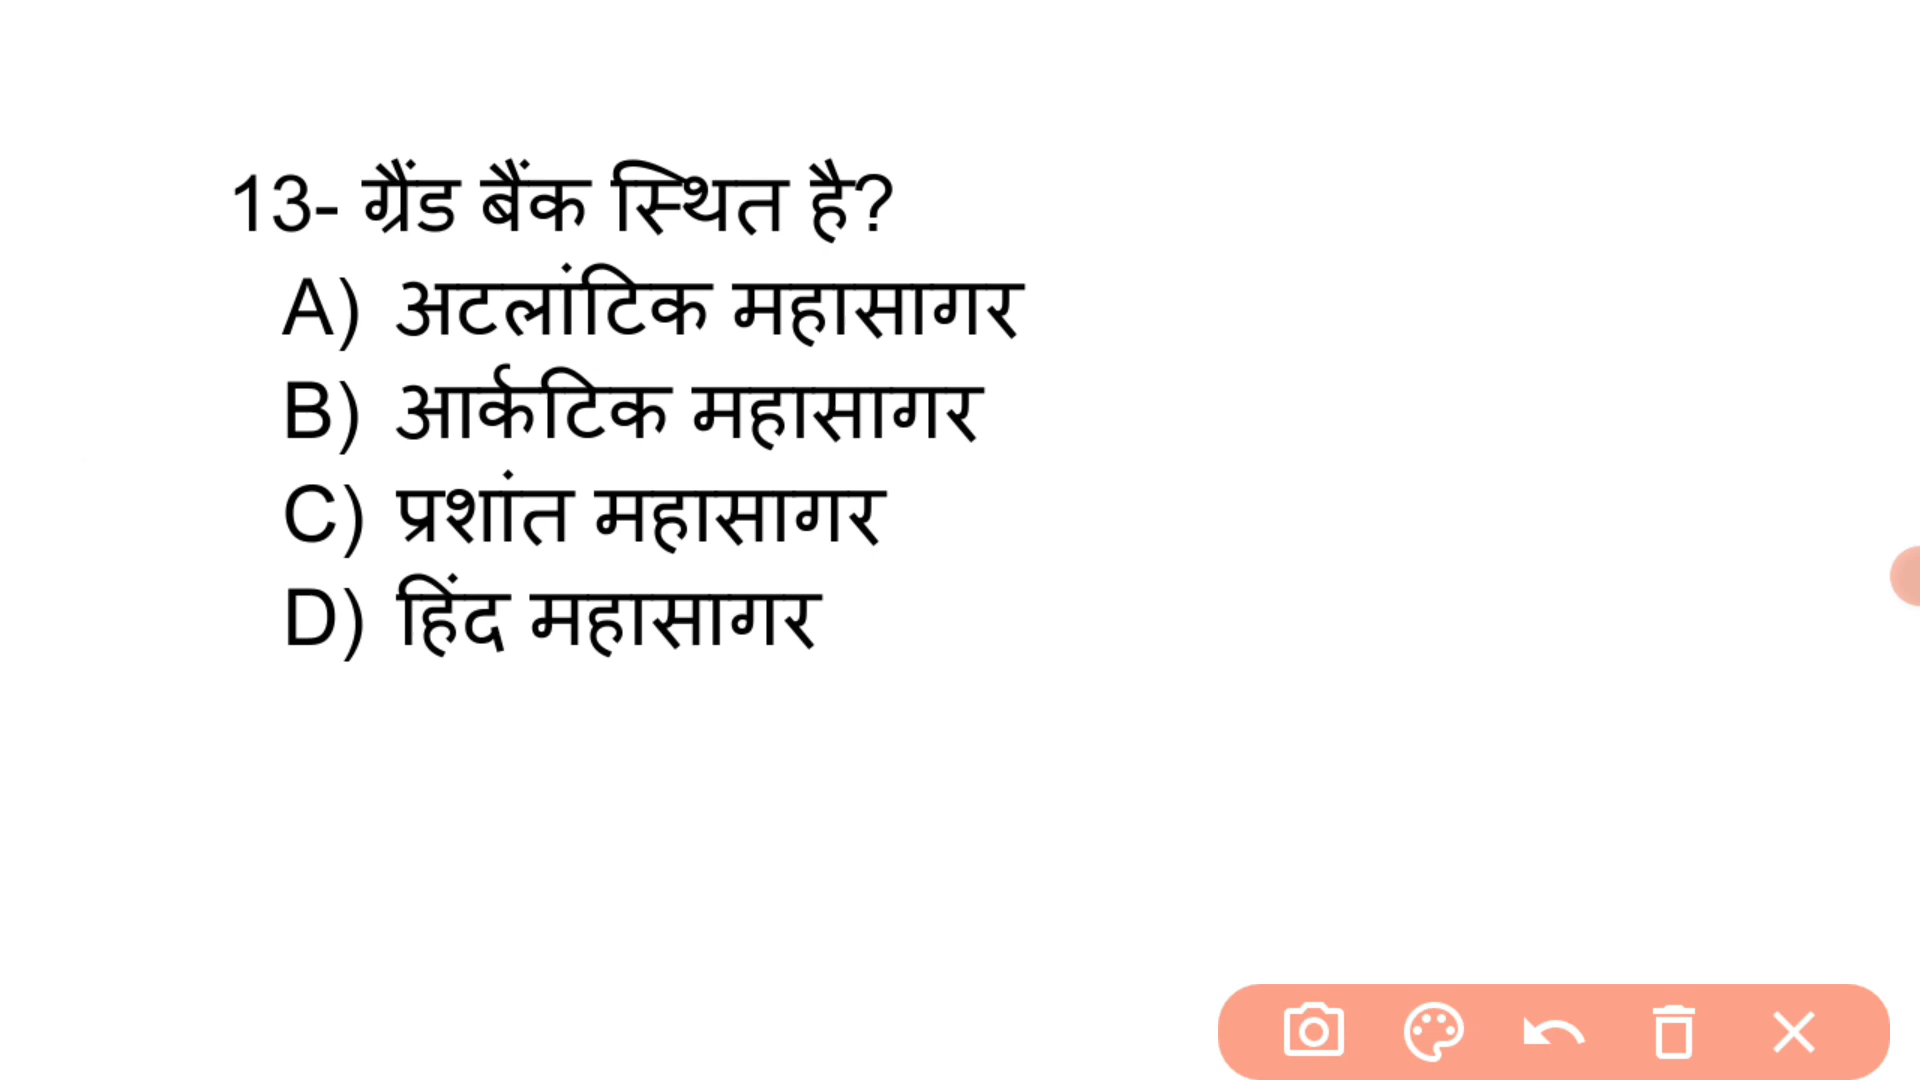 13- ग्रैंड बैंक स्थित है?
A) अटलांटिक महासागर
B) आर्कटिक महासागर
C) प्रशांत महासागर
D) हिंद महासागर